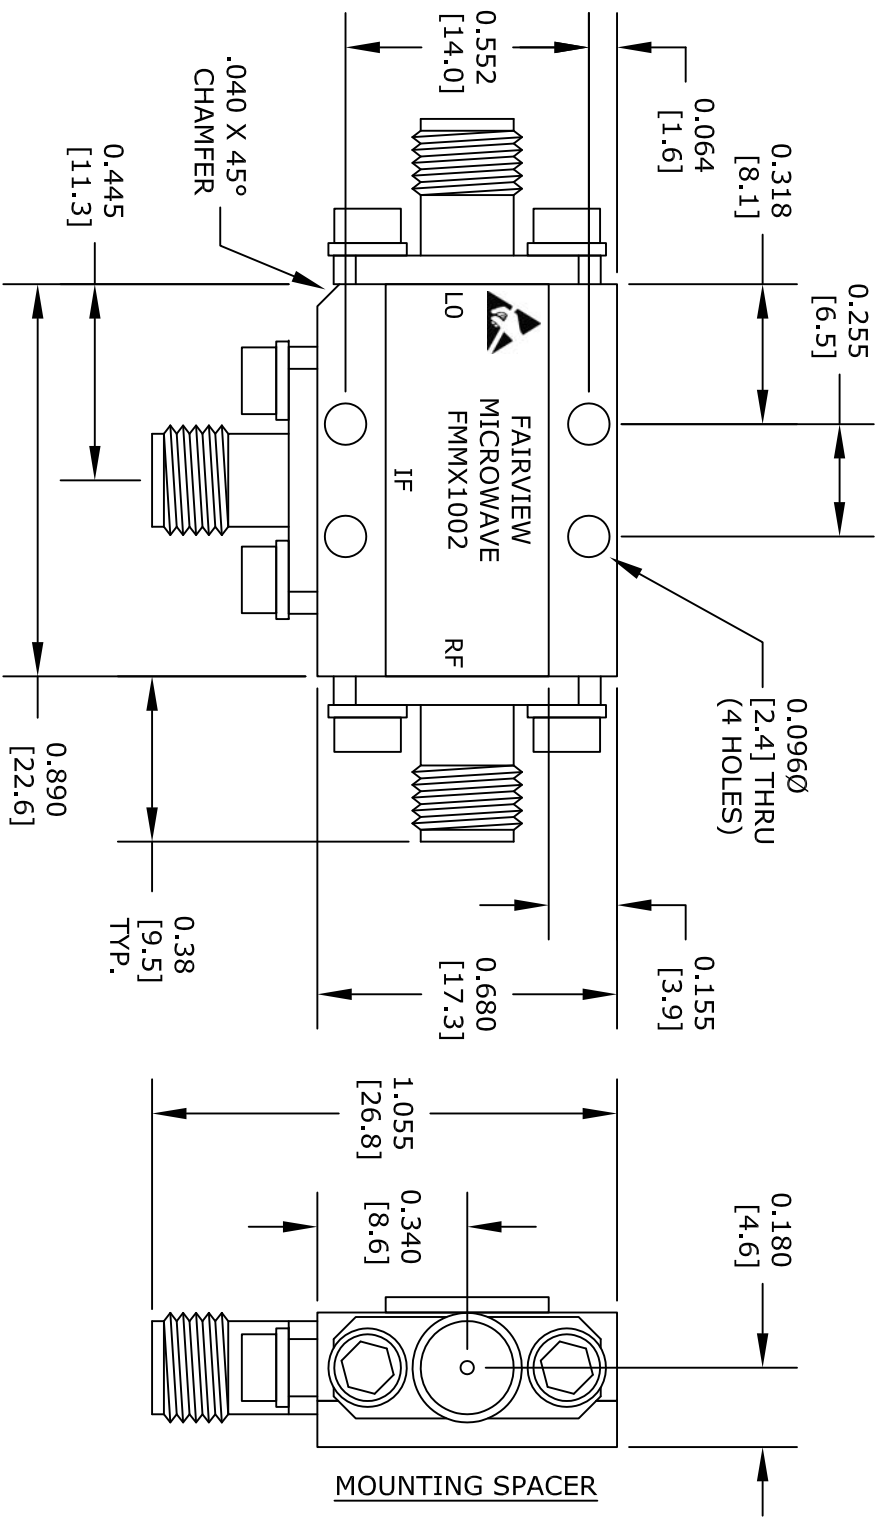 0.552
[14.0]
0.064
[1.6]
0.318
[8.1]
0.255
[6.5]
.040 X 45°
CHAMFER
0.445
[11.3]
LO
FAIRVIEW
MICROWAVE
FMMX1002
IF
RF
0.096Ø
[2.4] THRU
(4 HOLES)
0.890
[22.6]
0.38
[9.5]
TYP.
0.680
[17.3]
0.155
[3.9]
1.055
[26.8]
0.340
[8.6]
0.180
[4.6]
MOUNTING SPACER